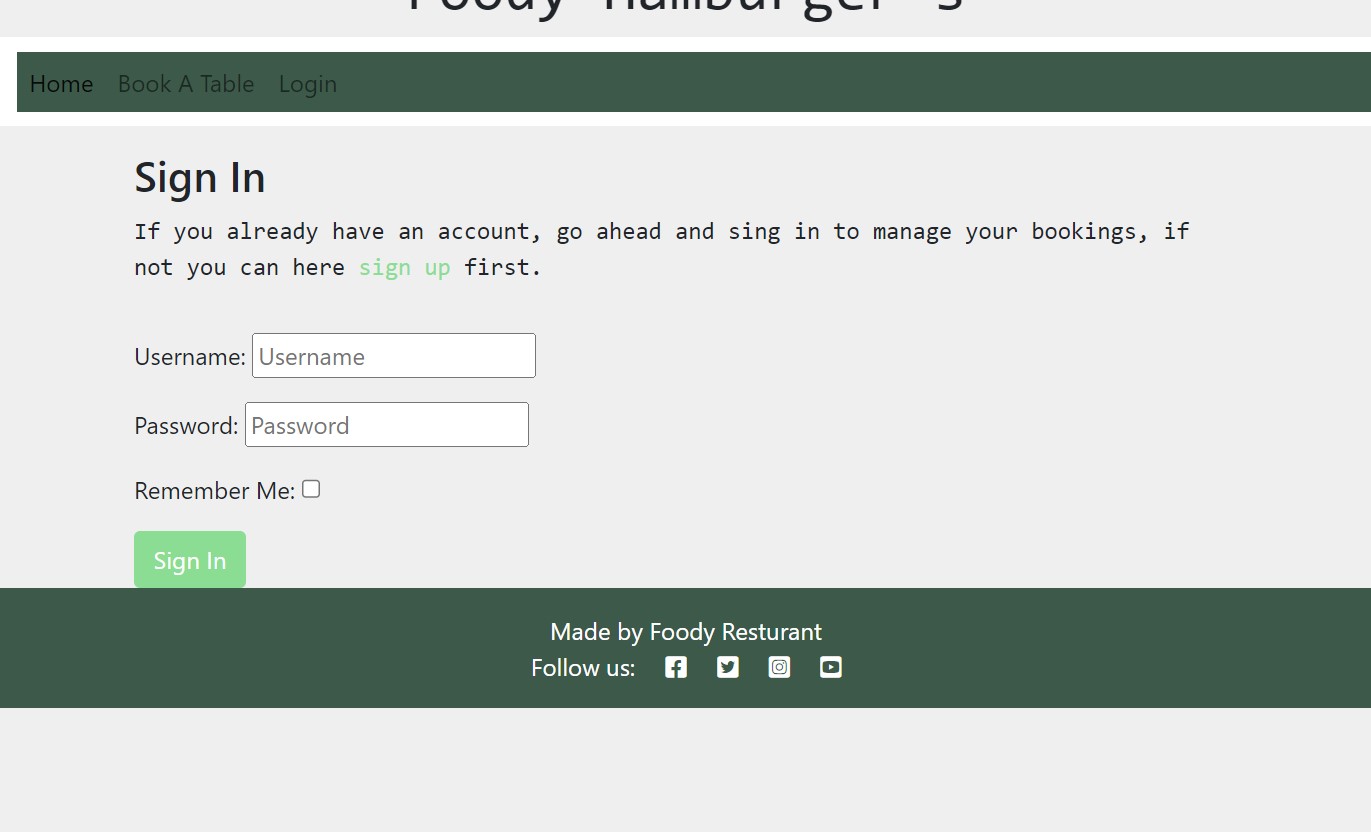 Foody Hamburger's
Home Book A Table Login
Sign In
If you already have an account, go ahead and sing in to manage your bookings, if
not you can here sign up first.
Username: Username
Password: Password
Remember Me:
Sign In
Made by Foody Resturant
Follow us: